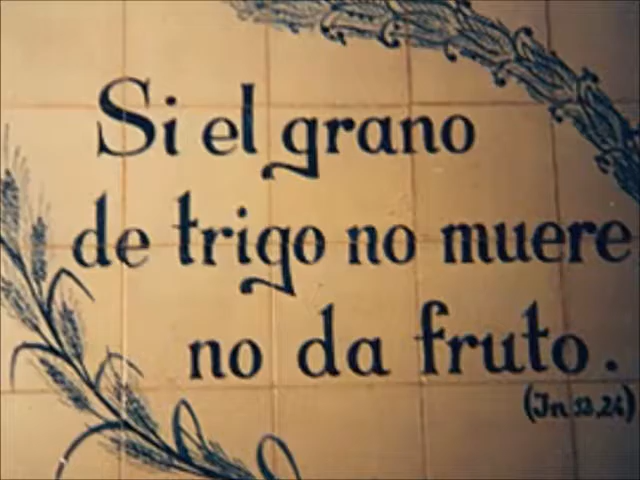 Si el grano
de trigo no muere
no da fruto.
(Jn 12,24)